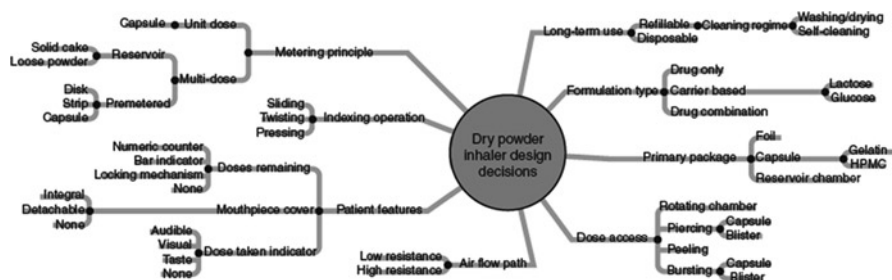 Dry powder
inhaler design
decisions
Metering principle
Unit dose
Capsule
Multi-dose
Reservoir
Solid cake
Loose powder
Premetered
Disk
Strip
Capsule
Indexing operation
Sliding
Twisting
Pressing
Patient features
Doses remaining
Numeric counter
Bar indicator
Locking mechanism
None
Mouthpiece cover
Integral
Detachable
None
Dose taken indicator
Audible
Visual
Taste
None
Air flow path
Low resistance
High resistance
Long-term use
Refillable
Disposable
Cleaning regime
Washing/drying
Self-cleaning
Formulation type
Drug only
Carrier based
Lactose
Glucose
Drug combination
Primary package
Foil
Capsule
Gelatin
HPMC
Reservoir chamber
Dose access
Rotating chamber
Piercing
Capsule
Blister
Peeling
Bursting
Capsule
Blister